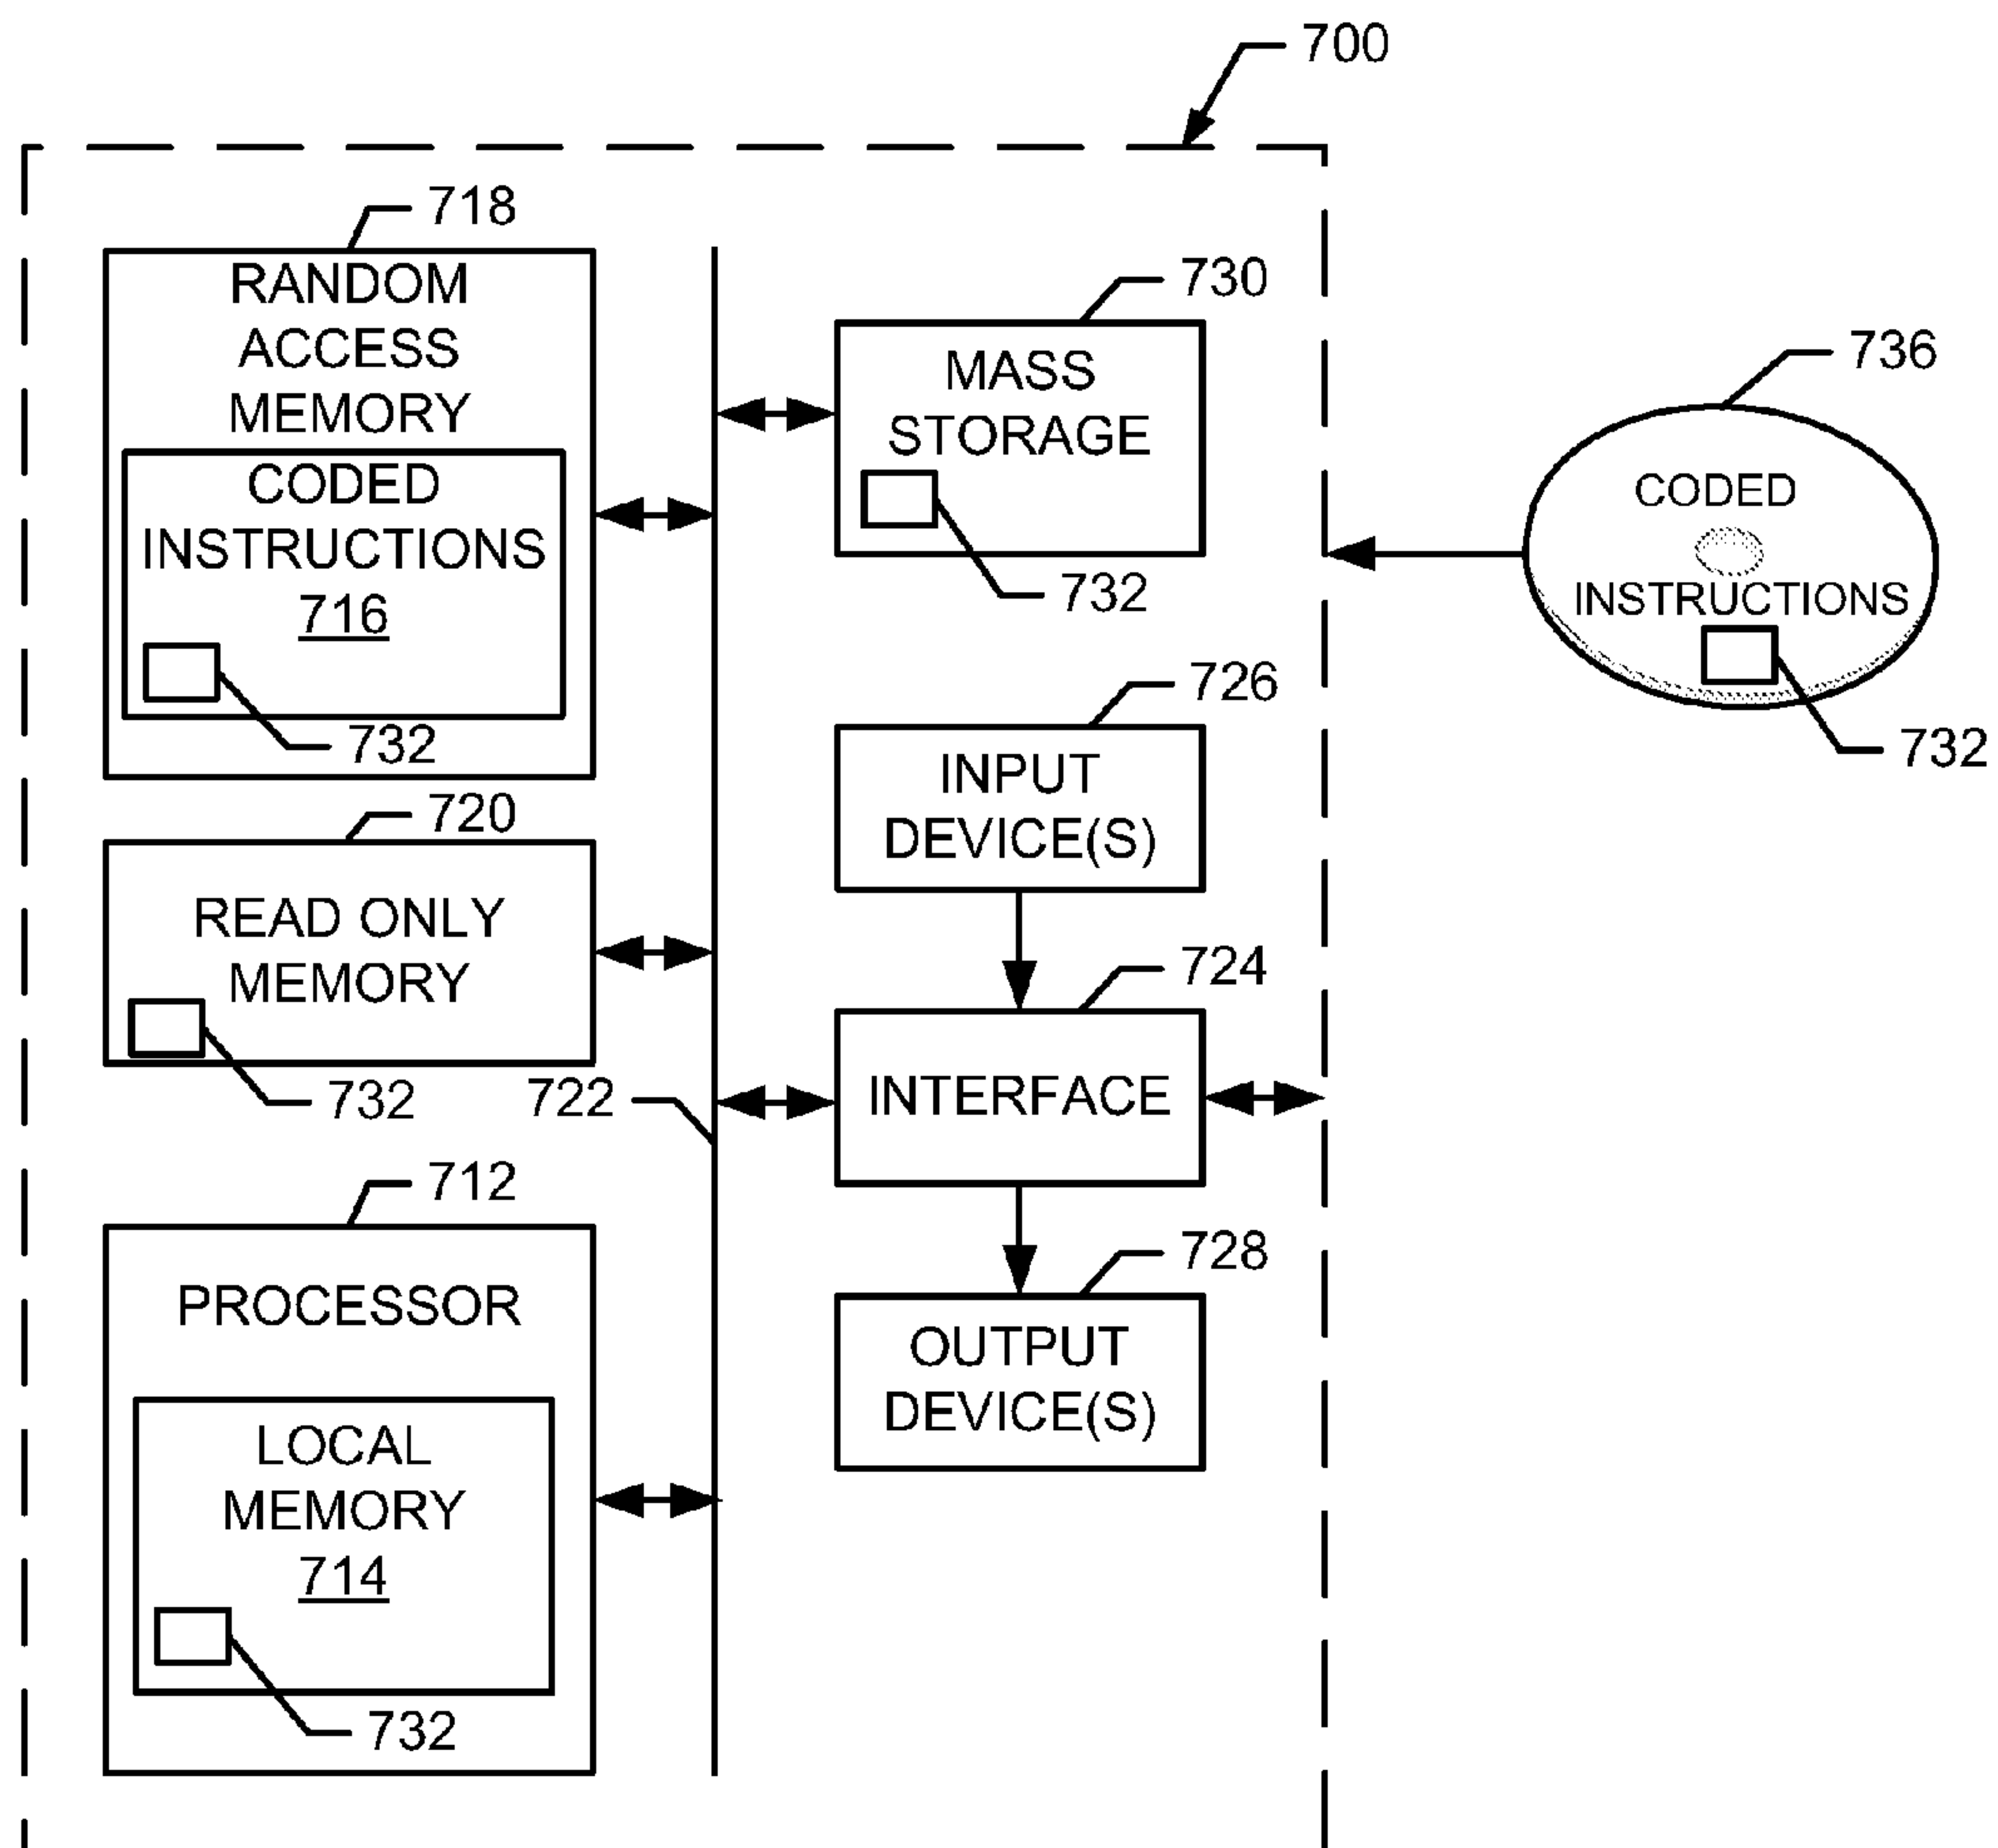 700
718
RANDOM
ACCESS
MEMORY
CODED
INSTRUCTIONS
716
732
730
MASS
STORAGE
732
736
CODED
INSTRUCTIONS
732
726
INPUT
DEVICE(S)
720
READ ONLY
MEMORY
732
722
724
INTERFACE
712
PROCESSOR
LOCAL
MEMORY
714
732
728
OUTPUT
DEVICE(S)